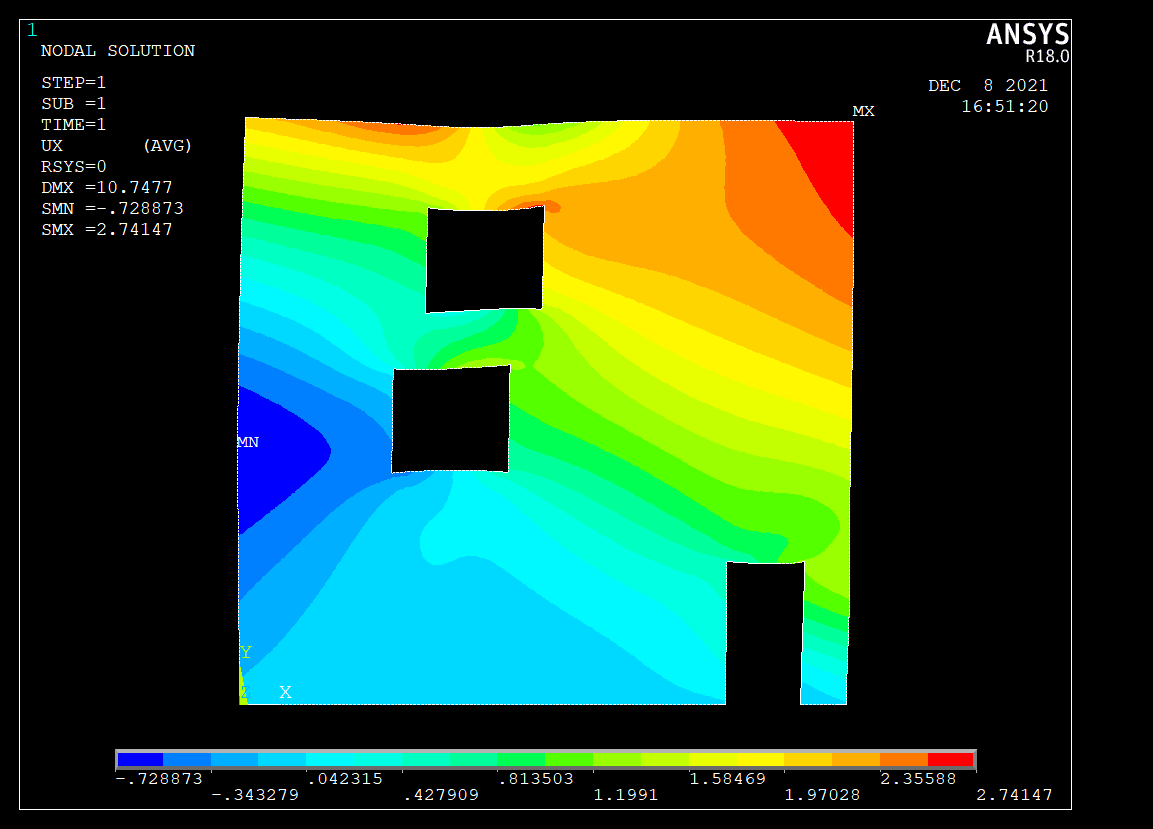 1
NODAL SOLUTION
STEP=1
SUB =1
TIME=1
UX (AVG)
RSYS=0
DMX =10.7477
SMN =-.728873
SMX =2.74147
ANSYS
R18.0
DEC 8 2021
16:51:20
MX
MN
Y
Z
X
-.728873
-.343279
.042315
.427909
.813503
1.1991
1.58469
1.97028
2.35588
2.74147